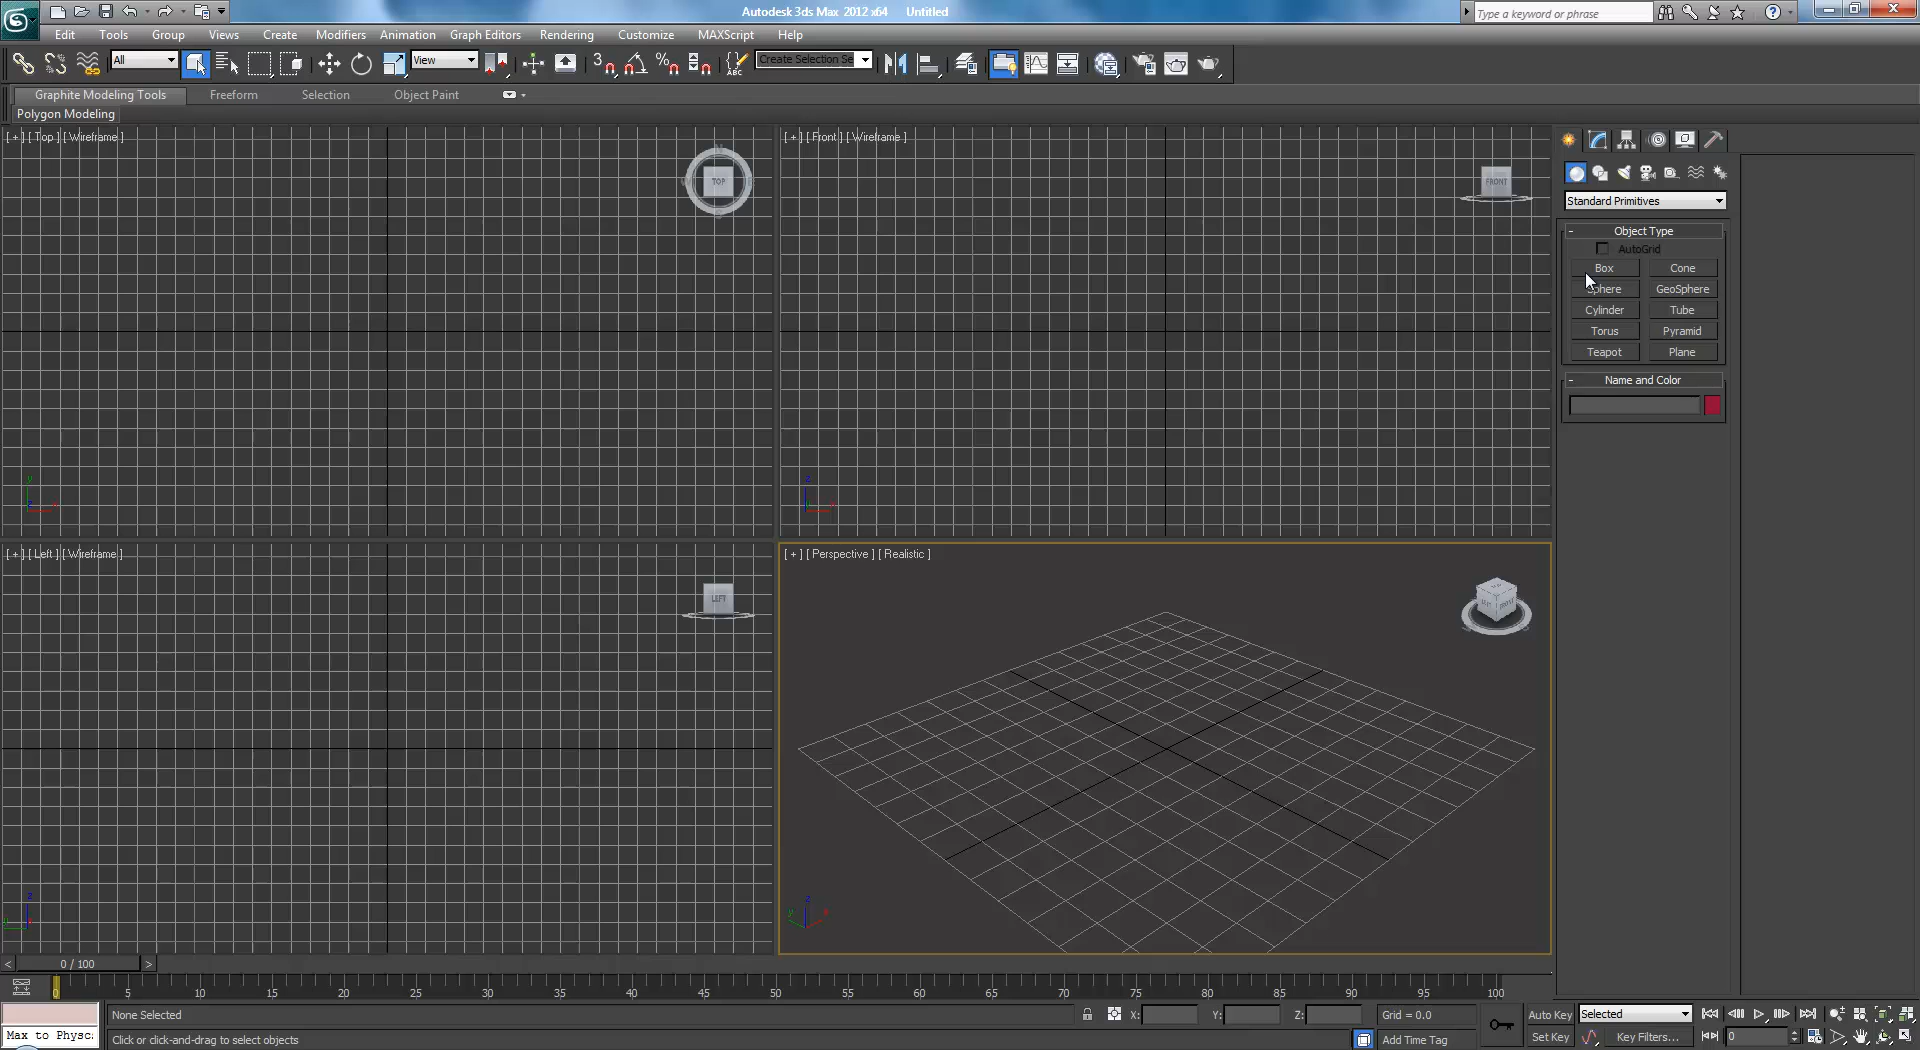 Autodesk 3ds Max 2012 x64 Untitled
Type a keyword or phrase
Edit Tools Group Views Create Modifiers Animation Graph Editors Rendering Customize MAXScript Help
All View Create Selection Se
Graphite Modeling Tools Freeform Selection Object Paint
Polygon Modeling
[ + ] [ Top ] [ Wireframe ]
TOP
[ + ] [ Front ] [ Wireframe ]
FRONT
Standard Primitives
- Object Type
AutoGrid
Box Cone
Sphere GeoSphere
Cylinder Tube
Torus Pyramid
Teapot Plane
- Name and Color
[ + ] [ Left ] [ Wireframe ]
LEFT
[ + ] [ Perspective ] [ Realistic ]
< 0 / 100 >
0 5 10 15 20 25 30 35 40 45 50 55 60 65 70 75 80 85 90 95 100
None Selected X: Y: Z: Grid = 0.0 Auto Key Selected
Max to Physc: Click or click-and-drag to select objects Add Time Tag Set Key Key Filters... 0